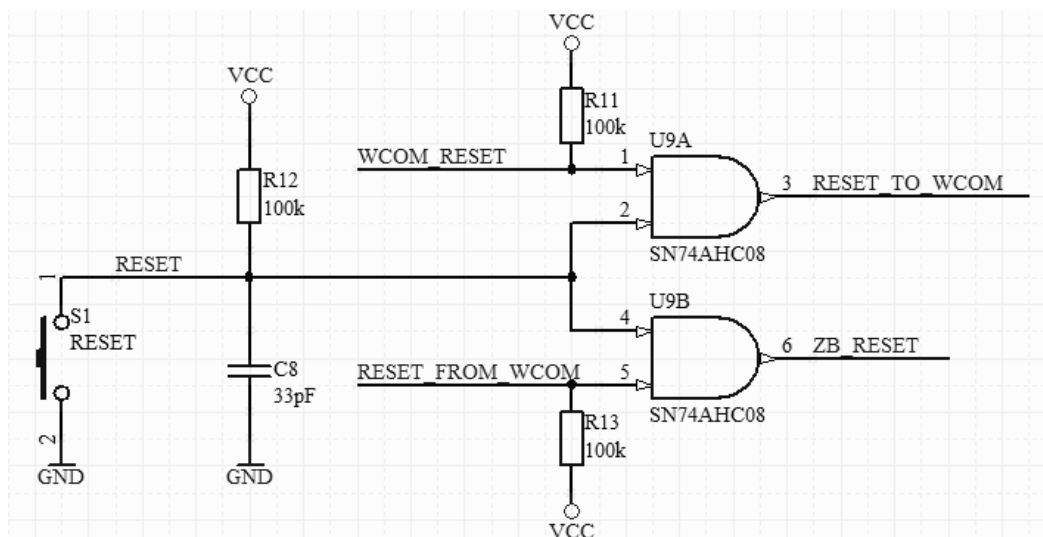 VCC
VCC
R11
100k
U9A
WCOM_RESET
1
R12
100k
3
RESET_TO_WCOM
2
SN74AHC08
1
RESET
U9B
S1
RESET
4
6
ZB_RESET
C8
33pF
RESET_FROM_WCOM
5
SN74AHC08
R13
100k
2
GND
GND
VCC